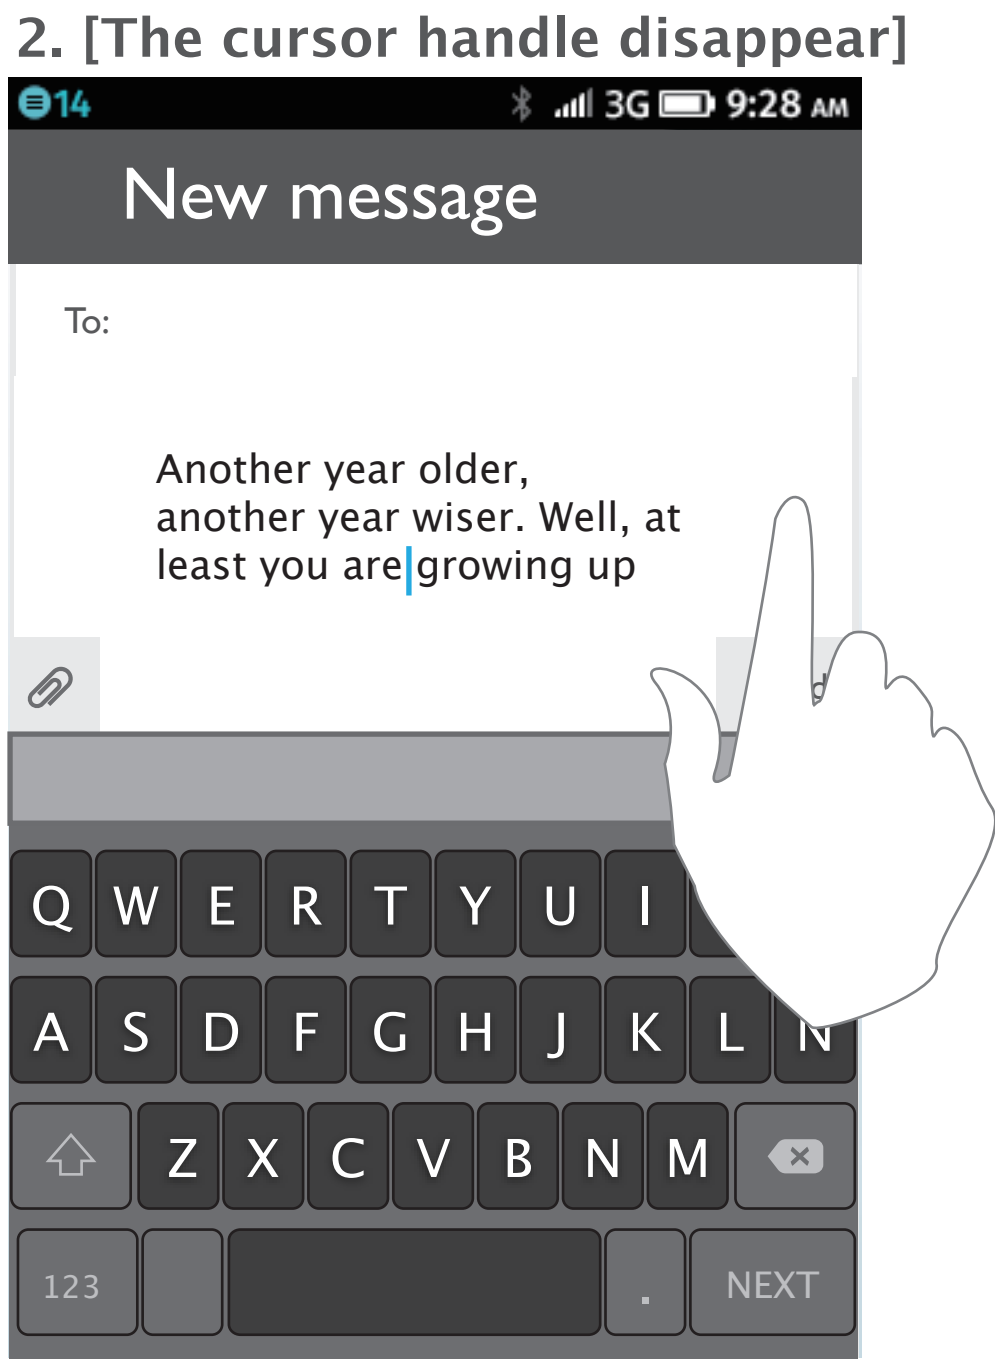 2. [The cursor handle disappear]
14 3G 9:28 AM
New message
To:
Another year older,
another year wiser. Well, at
least you are growing up
Q W E R T Y U I
A S D F G H J K L N
Z X C V B N M
123 . NEXT